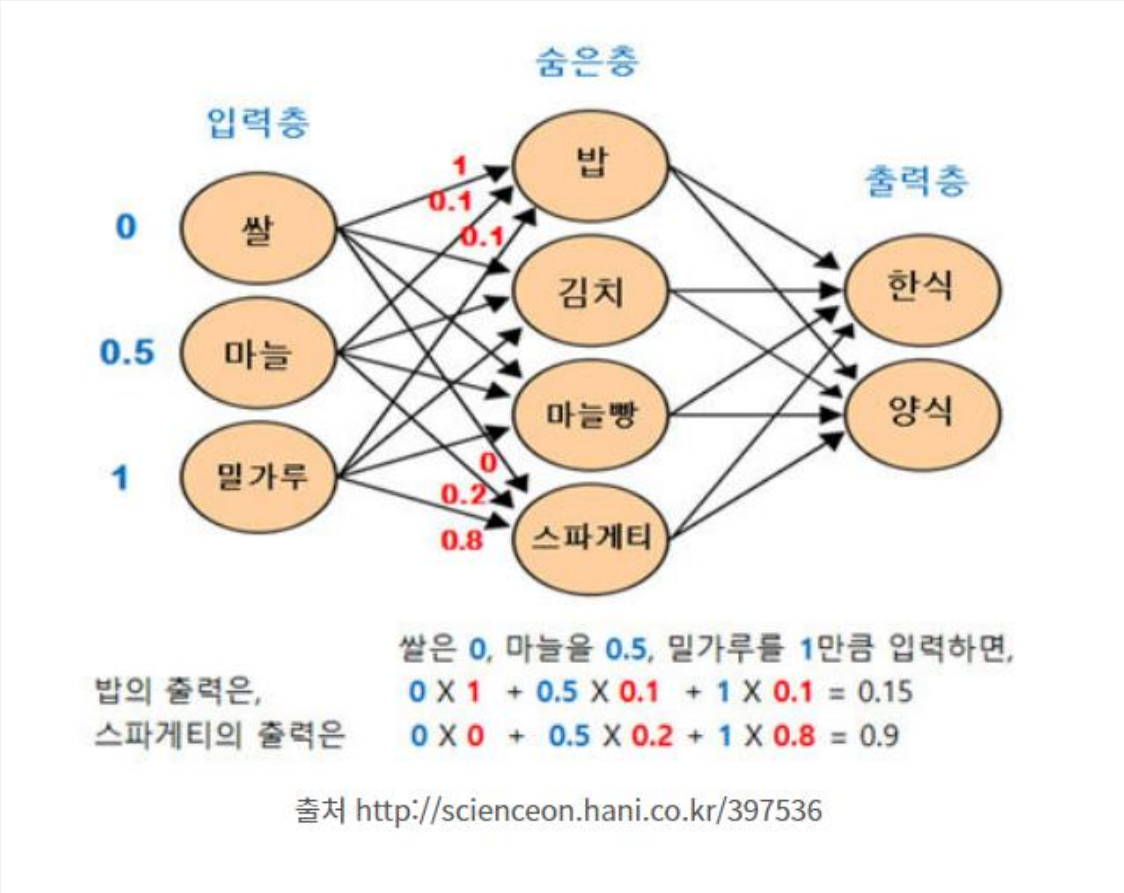 숨은층
입력층
출력층
쌀
마늘
밀가루
0
0.5
1
1
0.1
0.1
0
0.2
0.8
밥
김치
마늘빵
스파게티
한식
양식
쌀은 0, 마늘을 0.5, 밀가루를 1만큼 입력하면,
밥의 출력은, 0 X 1 + 0.5 X 0.1 + 1 X 0.1 = 0.15
스파게티의 출력은 0 X 0 + 0.5 X 0.2 + 1 X 0.8 = 0.9
출처 http://scienceon.hani.co.kr/397536